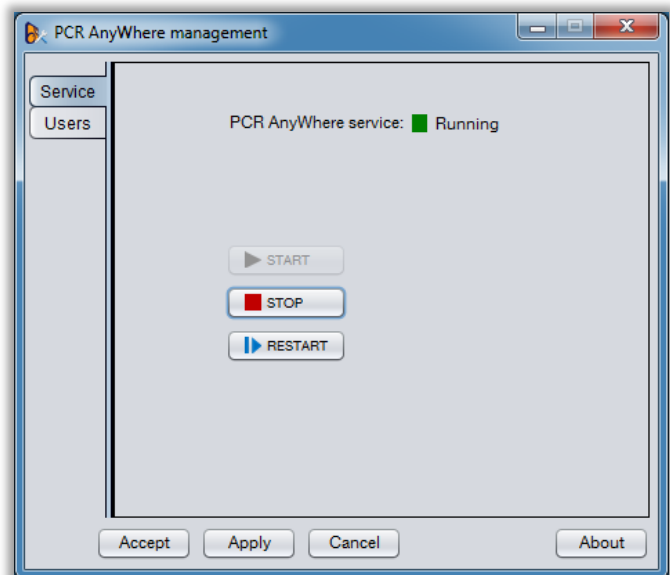 PCR AnyWhere management
Service
Users
PCR AnyWhere service: Running
START
STOP
RESTART
Accept Apply Cancel About